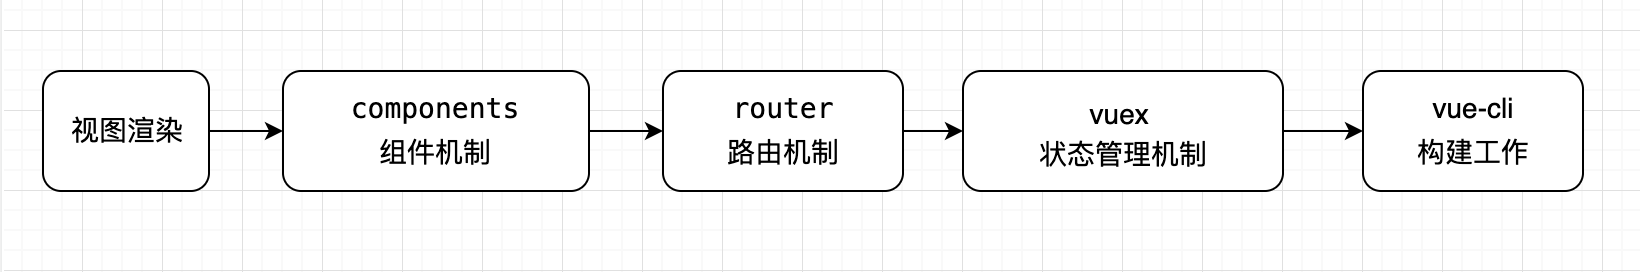 视图渲染
components
组件机制
router
路由机制
vuex
状态管理机制
vue-cli
构建工作